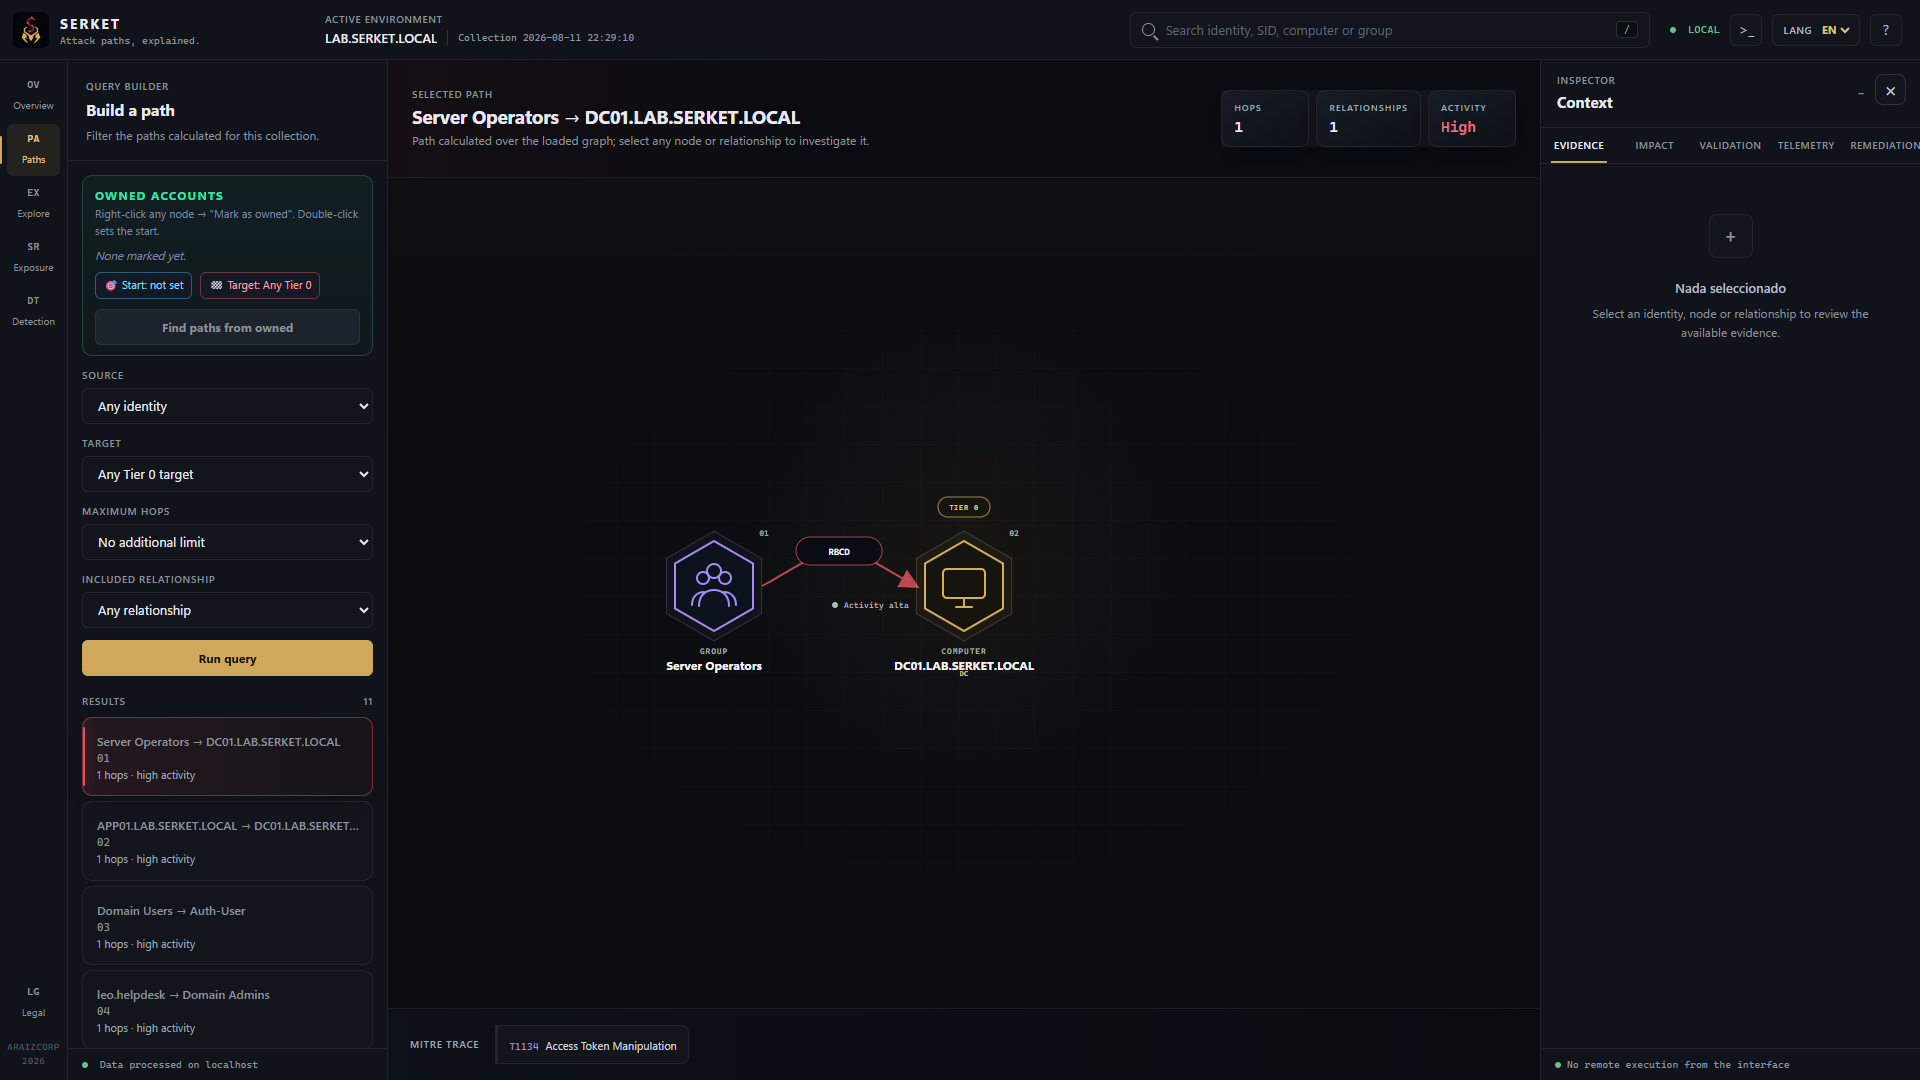 SERKET
Attack paths, explained.
ACTIVE ENVIRONMENT
LAB.SERKET.LOCAL
Collection 2026-08-11 22:29:10
Search identity, SID, computer or group
/
LOCAL
>_
LANG EN
?
OV
Overview
PA
Paths
EX
Explore
SR
Exposure
DT
Detection
LG
Legal
ARAIZCORP
2026
QUERY BUILDER
Build a path
Filter the paths calculated for this collection.
OWNED ACCOUNTS
Right-click any node → "Mark as owned". Double-click
sets the start.
None marked yet.
Start: not set
Target: Any Tier 0
Find paths from owned
SOURCE
Any identity
TARGET
Any Tier 0 target
MAXIMUM HOPS
No additional limit
INCLUDED RELATIONSHIP
Any relationship
Run query
RESULTS 11
Server Operators → DC01.LAB.SERKET.LOCAL
01
1 hops · high activity
APP01.LAB.SERKET.LOCAL → DC01.LAB.SERKET...
02
1 hops · high activity
Domain Users → Auth-User
03
1 hops · high activity
leo.helpdesk → Domain Admins
04
1 hops · high activity
Data processed on localhost
SELECTED PATH
Server Operators → DC01.LAB.SERKET.LOCAL
Path calculated over the loaded graph; select any node or relationship to investigate it.
HOPS
1
RELATIONSHIPS
1
ACTIVITY
High
TIER 0
01
02
RBCD
Activity alta
GROUP
Server Operators
COMPUTER
DC01.LAB.SERKET.LOCAL
DC
MITRE TRACE
T1134 Access Token Manipulation
INSPECTOR
Context
EVIDENCE
IMPACT
VALIDATION
TELEMETRY
REMEDIATION
+
Nada seleccionado
Select an identity, node or relationship to review the
available evidence.
No remote execution from the interface